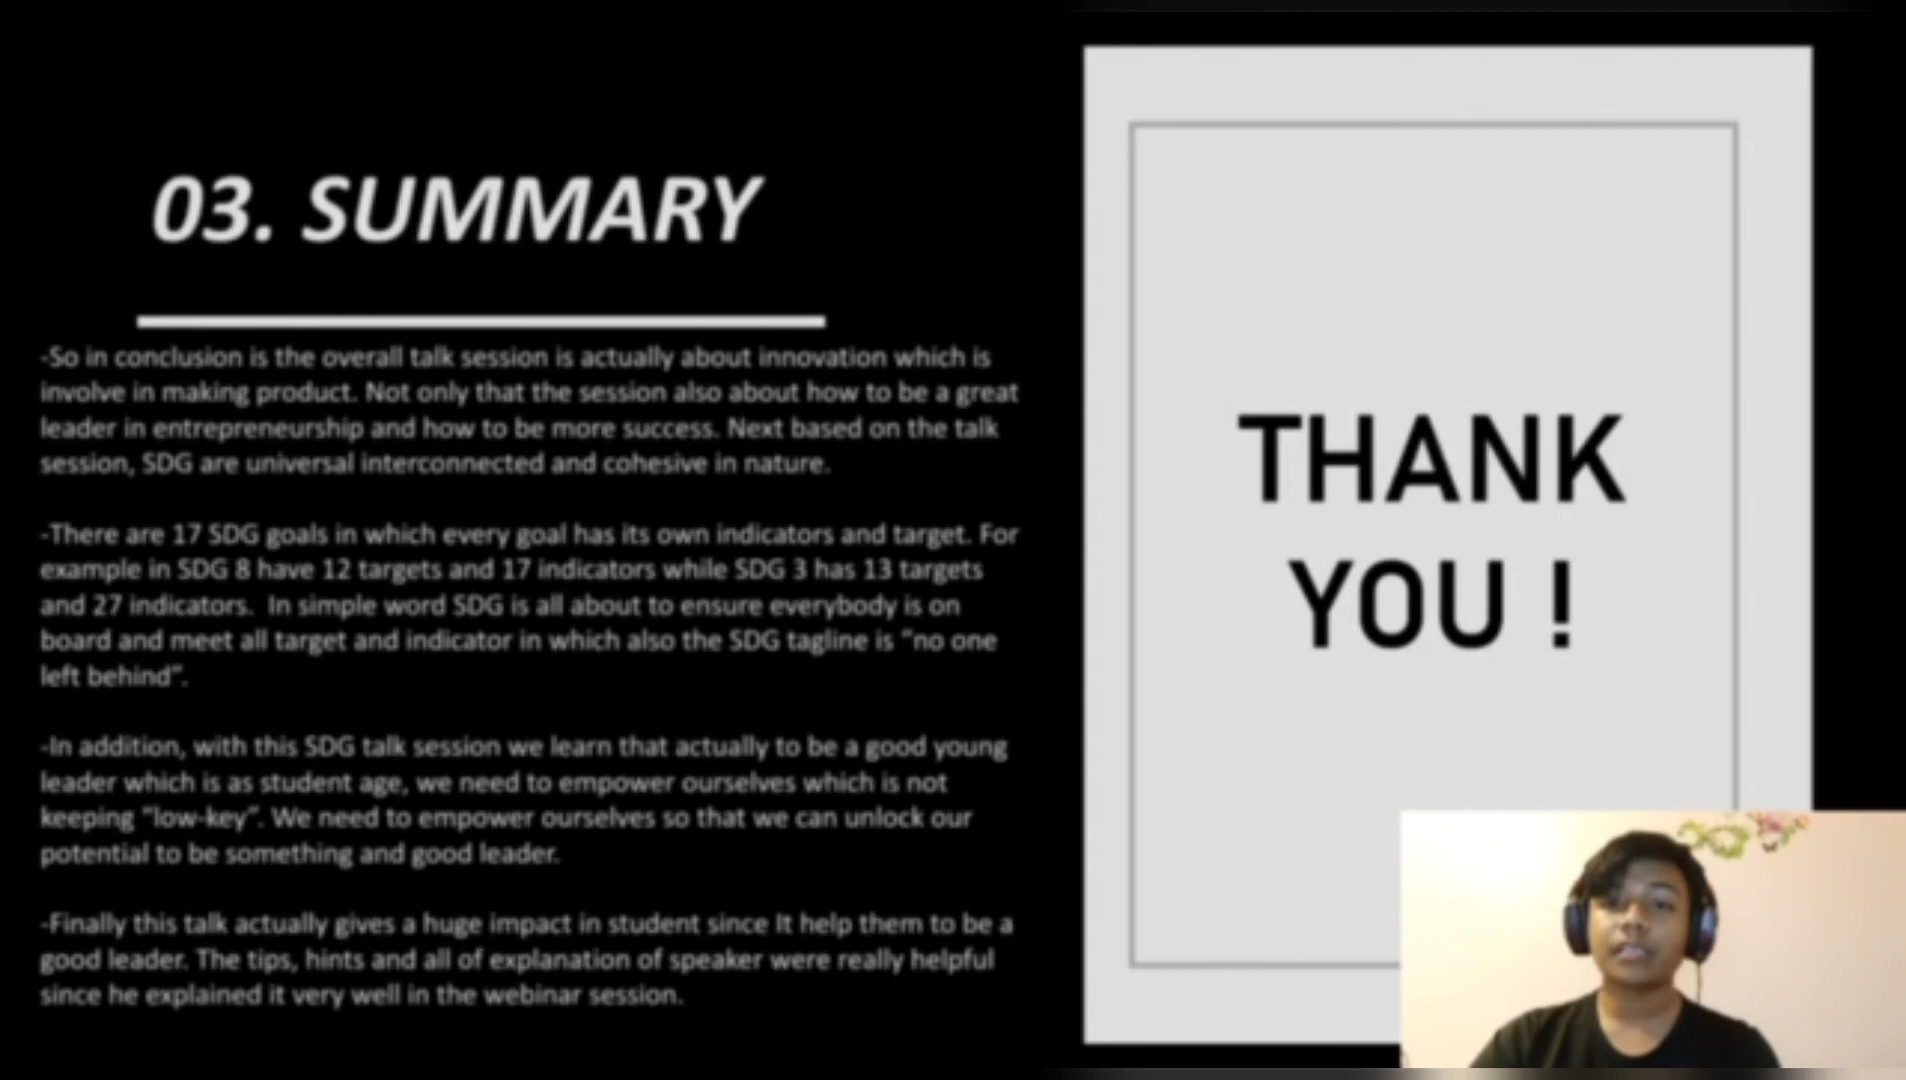 03. SUMMARY
-So in conclusion is the overall talk session is actually about innovation which is
involve in making product. Not only that the session also about how to be a great
leader in entrepreneurship and how to be more success. Next based on the talk
session, SDG are universal interconnected and cohesive in nature.
-There are 17 SDG goals in which every goal has its own indicators and target. For
example in SDG 8 have 12 targets and 17 indicators while SDG 3 has 13 targets
and 27 indicators.  In simple word SDG is all about to ensure everybody is on
board and meet all target and indicator in which also the SDG tagline is “no one
left behind”.
-In addition, with this SDG talk session we learn that actually to be a good young
leader which is as student age, we need to empower ourselves which is not
keeping “low-key”. We need to empower ourselves so that we can unlock our
potential to be something and good leader.
-Finally this talk actually gives a huge impact in student since It help them to be a
good leader. The tips, hints and all of explanation of speaker were really helpful
since he explained it very well in the webinar session.
THANK
YOU !